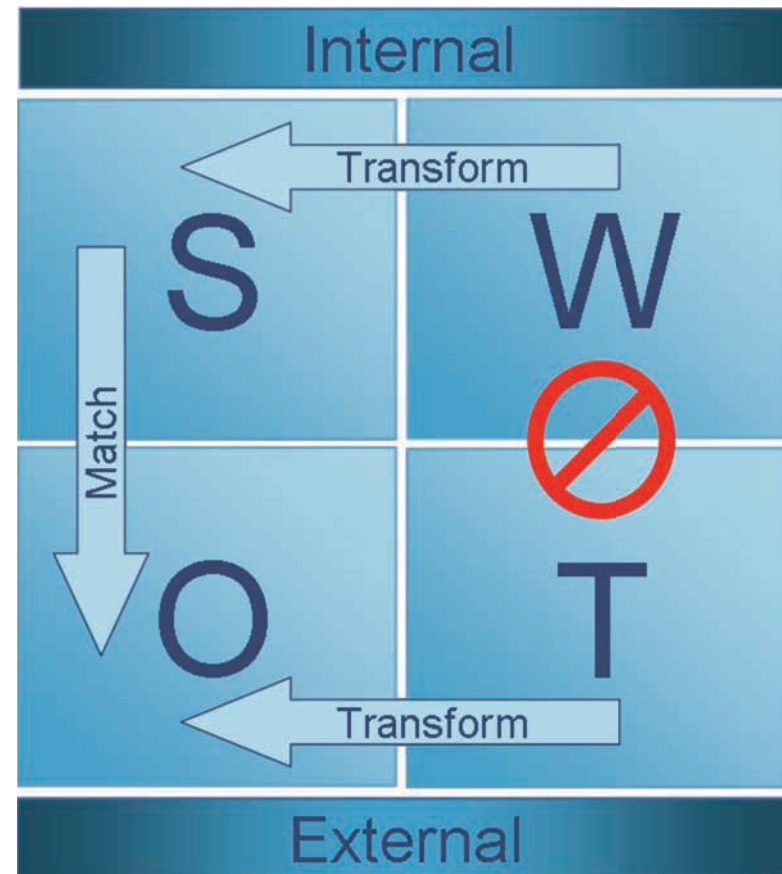 Internal
Transform
S
W
Match
O
T
Transform
External